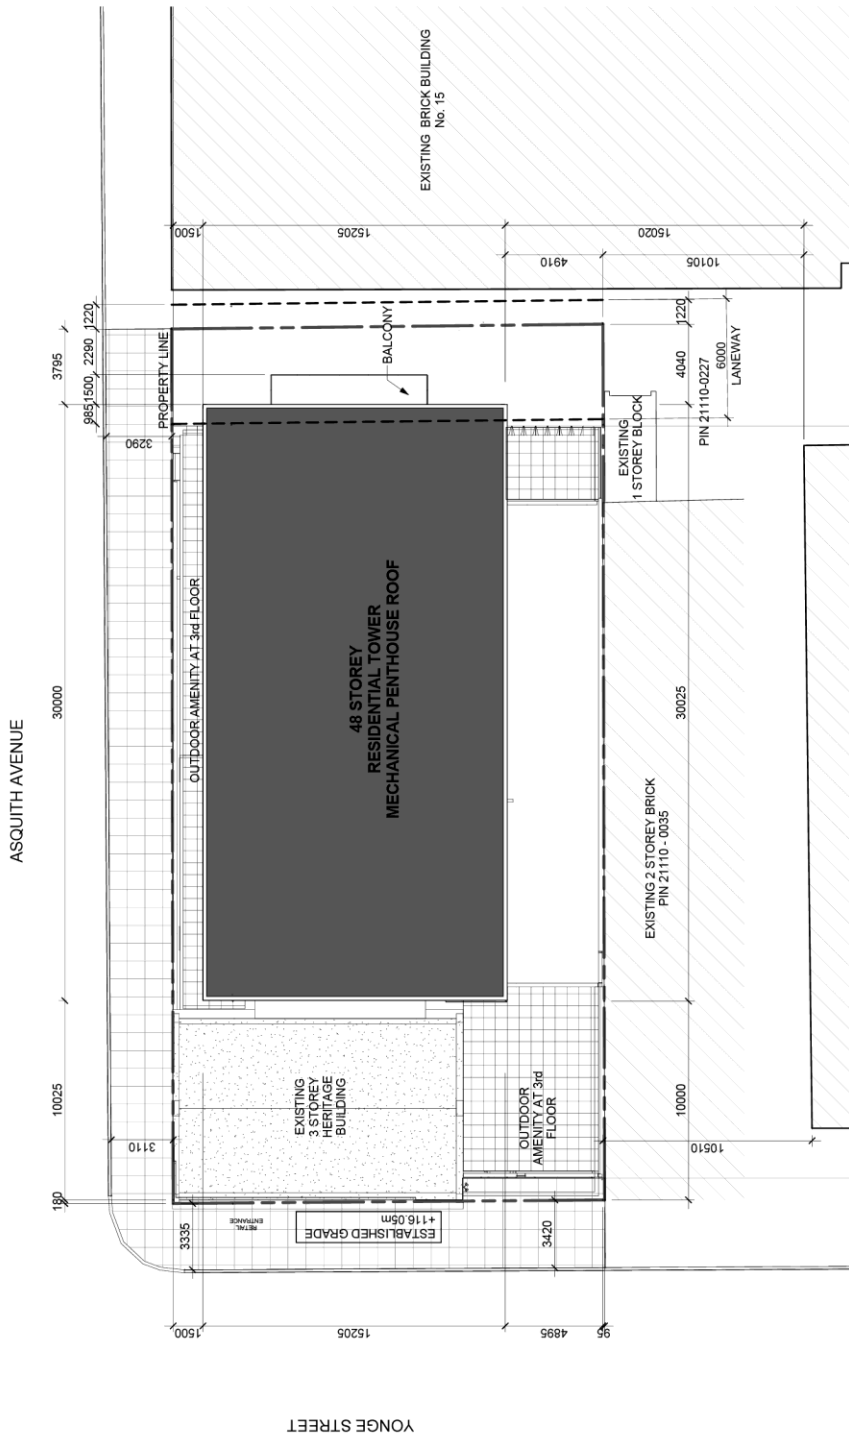 EXISTING BRICK BUILDING
No. 15
1500
15205
15020
4910
10105
1220
2290
1500
985
3795
PROPERTY LINE
BALCONY
1220
4040
PIN 21110-0227
6000
LANEWAY
3290
EXISTING
1 STOREY BLOCK
OUTDOOR AMENITY AT 3rd FLOOR
48 STOREY
RESIDENTIAL TOWER
MECHANICAL PENTHOUSE ROOF
ASQUITH AVENUE
30000
30025
EXISTING 2 STOREY BRICK
PIN 21110 - 0035
10025
3110
EXISTING
3 STOREY
HERITAGE
BUILDING
OUTDOOR
AMENITY AT 3rd
FLOOR
10000
10510
180
3335
RETAIL
ENTRANCE
ESTABLISHED GRADE
+116.05m
3420
1500
15205
4895
95
YONGE STREET